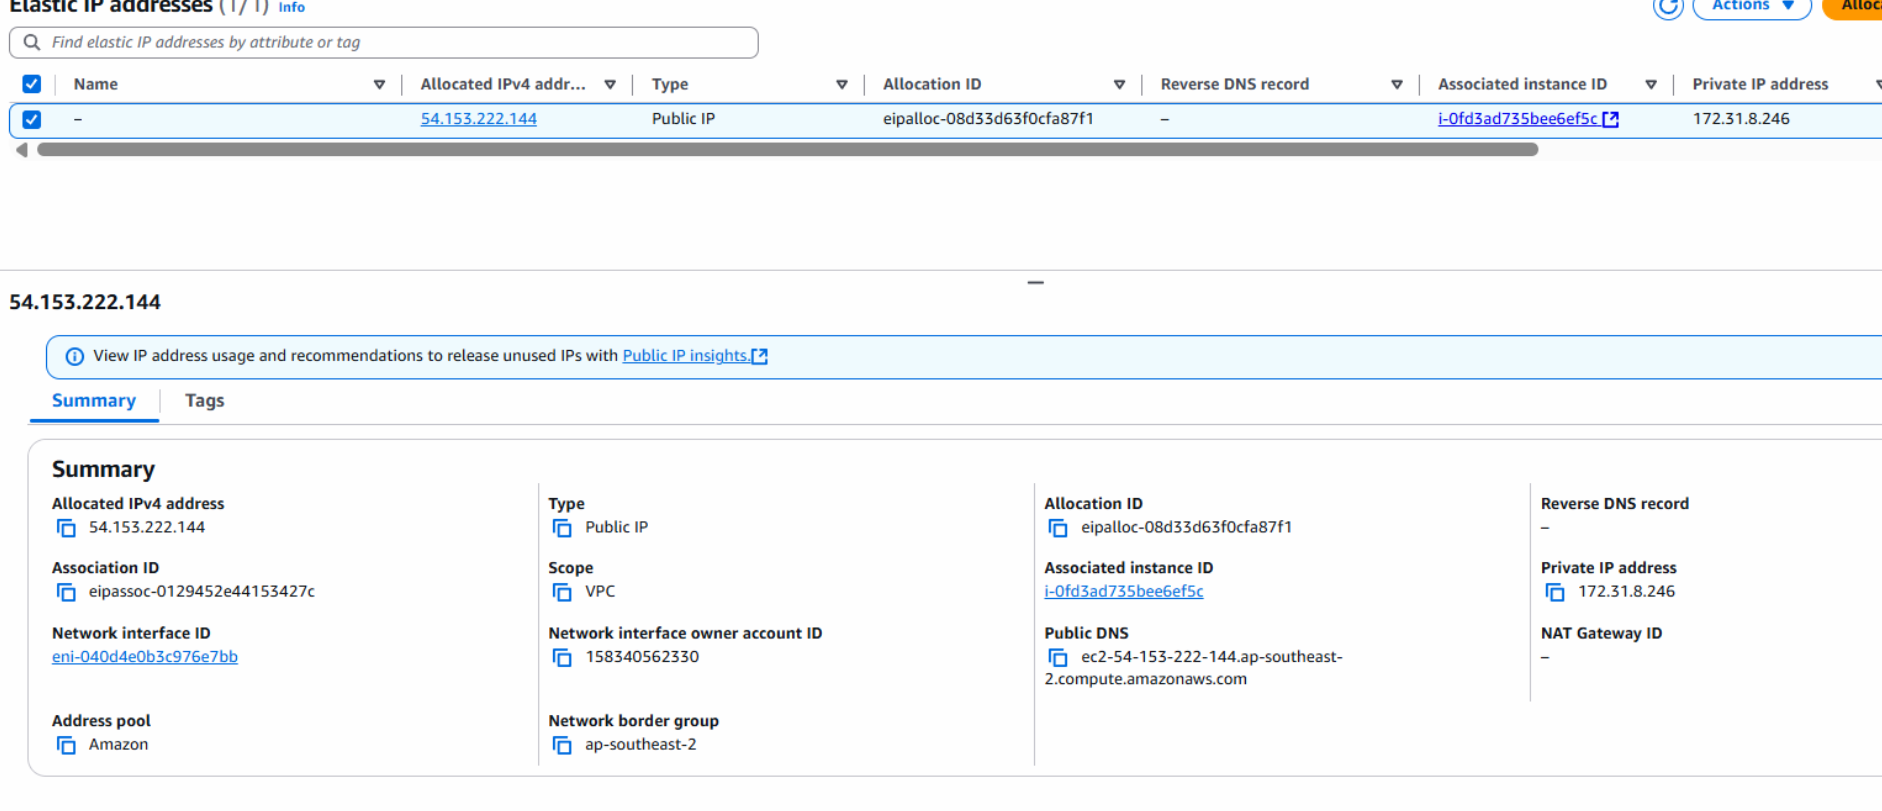 Elastic IP addresses (1/1) Info
Actions
Find elastic IP addresses by attribute or tag
Name Allocated IPv4 addr... Type Allocation ID Reverse DNS record Associated instance ID Private IP address
– 54.153.222.144 Public IP eipalloc-08d33d63f0cfa87f1 – i-0fd3ad735bee6ef5c 172.31.8.246
54.153.222.144
View IP address usage and recommendations to release unused IPs with Public IP insights.
Summary Tags
Summary
Allocated IPv4 address Type Allocation ID Reverse DNS record
54.153.222.144 Public IP eipalloc-08d33d63f0cfa87f1 –
Association ID Scope Associated instance ID Private IP address
eipassoc-0129452e44153427c VPC i-0fd3ad735bee6ef5c 172.31.8.246
Network interface ID Network interface owner account ID Public DNS NAT Gateway ID
eni-040d4e0b3c976e7bb 158340562330 ec2-54-153-222-144.ap-southeast- –
2.compute.amazonaws.com
Address pool Network border group
Amazon ap-southeast-2